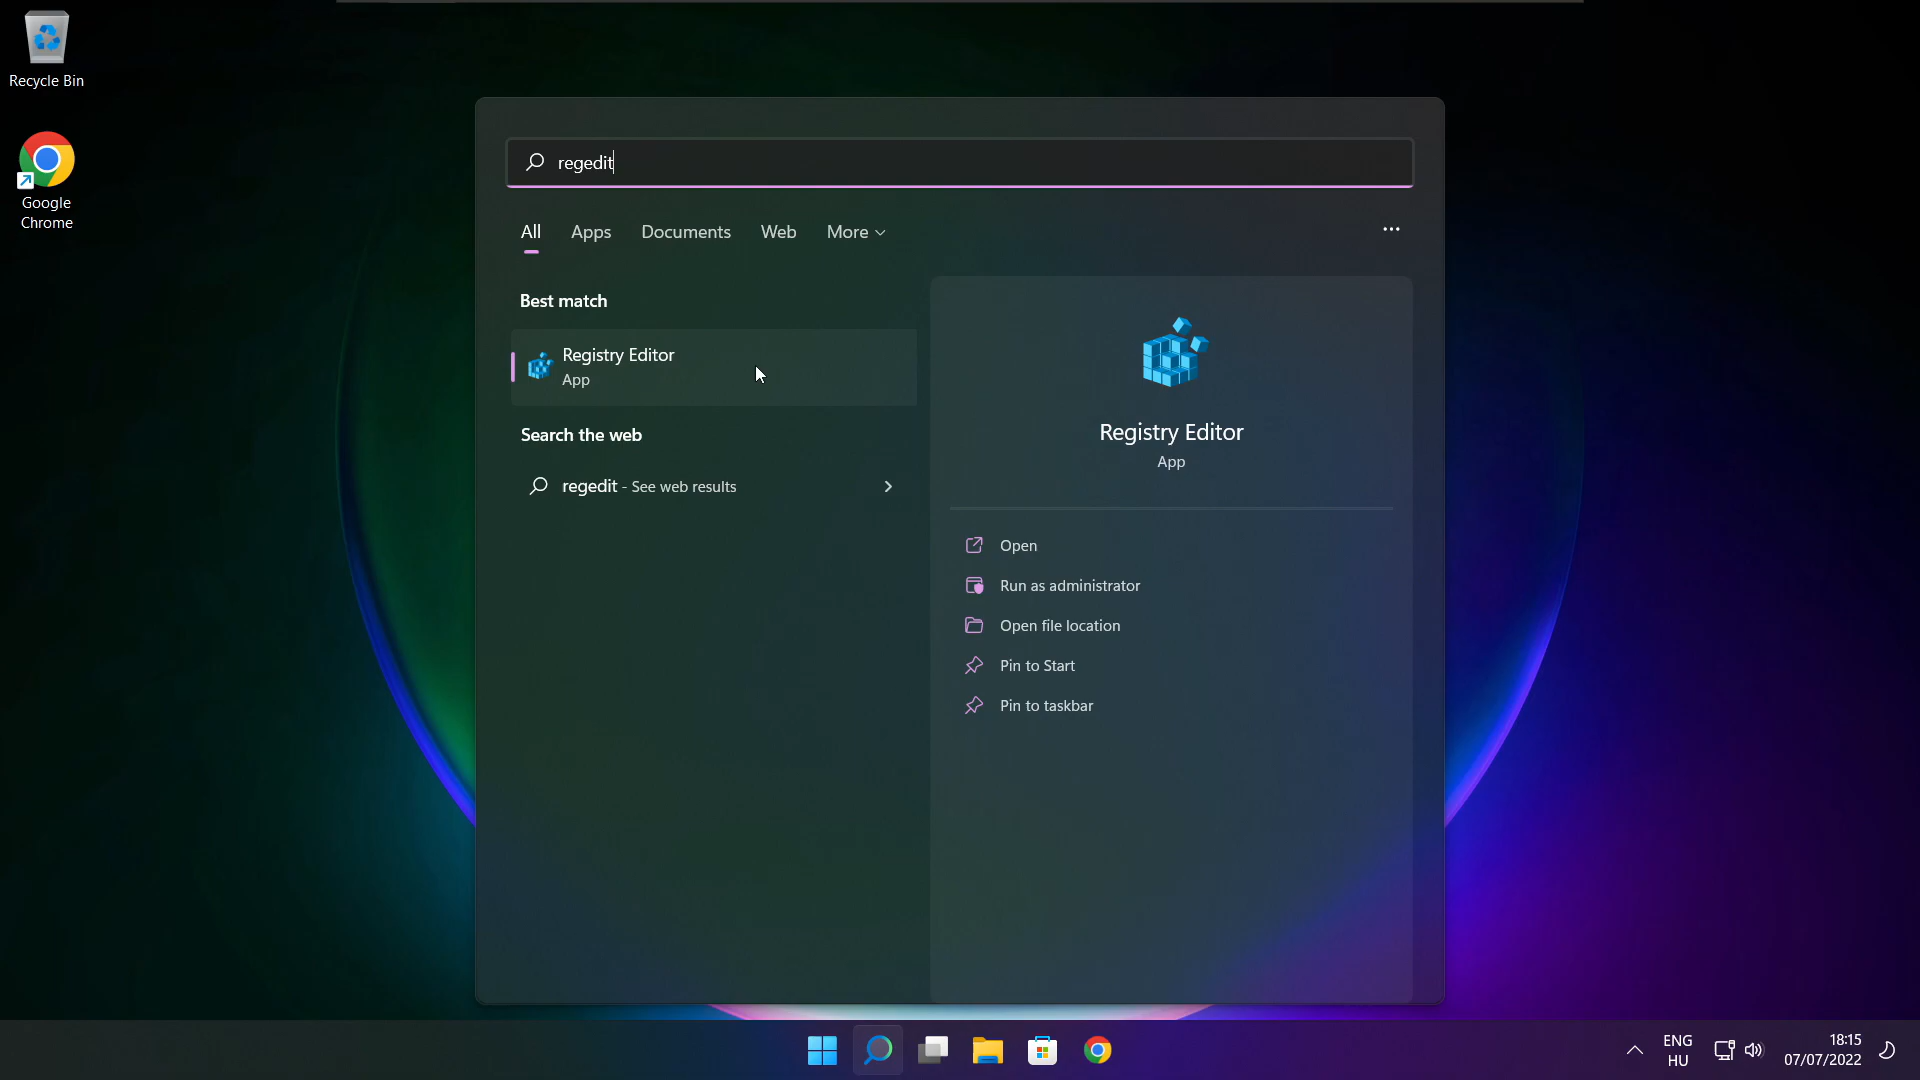 Recycle Bin
Google
Chrome
regedit
All Apps Documents Web More
Best match
Registry Editor
App
Search the web
regedit - See web results
Registry Editor
App
Open
Run as administrator
Open file location
Pin to Start
Pin to taskbar
ENG
HU
18:15
07/07/2022